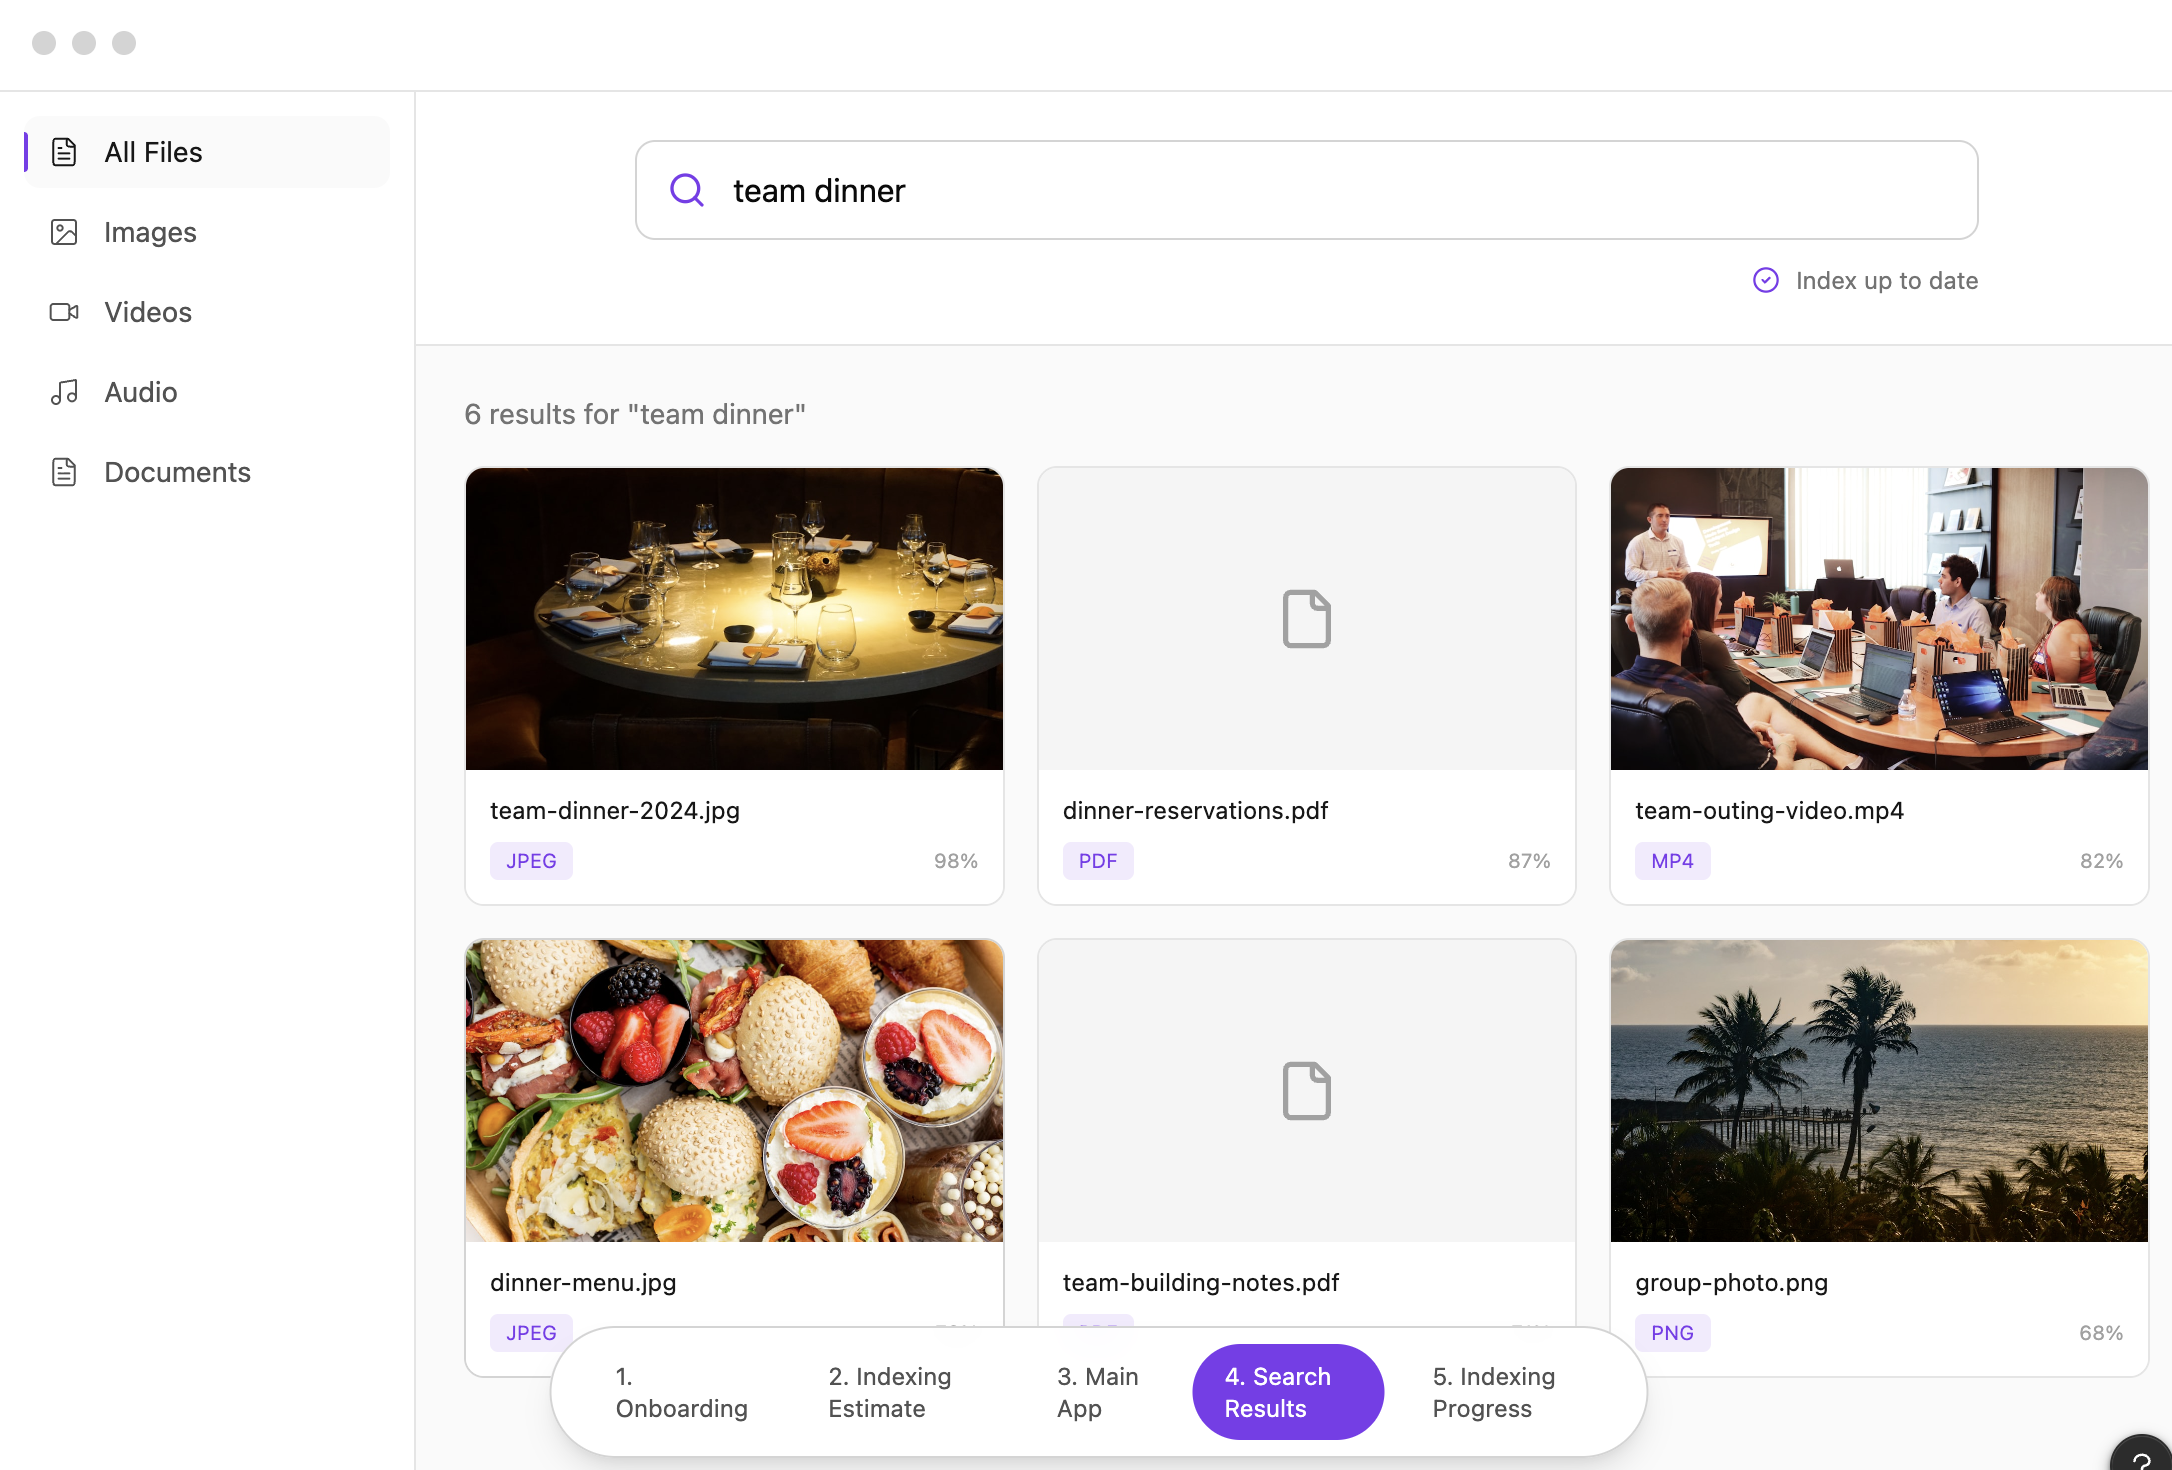 All Files
Images
Videos
Audio
Documents
team dinner
Index up to date
6 results for "team dinner"
team-dinner-2024.jpg
JPEG
98%
dinner-reservations.pdf
PDF
87%
team-outing-video.mp4
MP4
82%
dinner-menu.jpg
JPEG
team-building-notes.pdf
group-photo.png
PNG
68%
1.
Onboarding
2. Indexing
Estimate
3. Main
App
4. Search
Results
5. Indexing
Progress
?